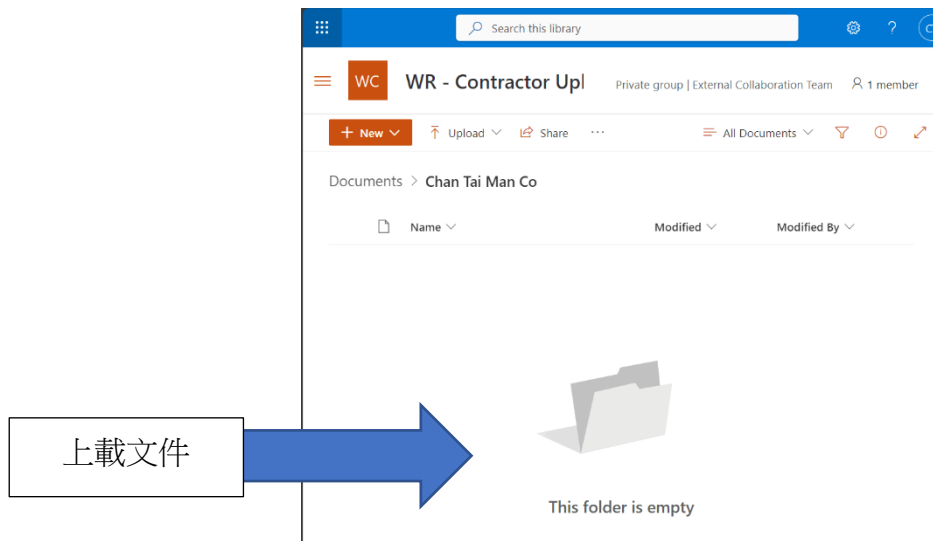 Search this library
?
WC
WR - Contractor Upl
Private group | External Collaboration Team
1 member
+ New
Upload
Share
...
All Documents
Documents > Chan Tai Man Co
Name
Modified
Modified By
上載文件
This folder is empty